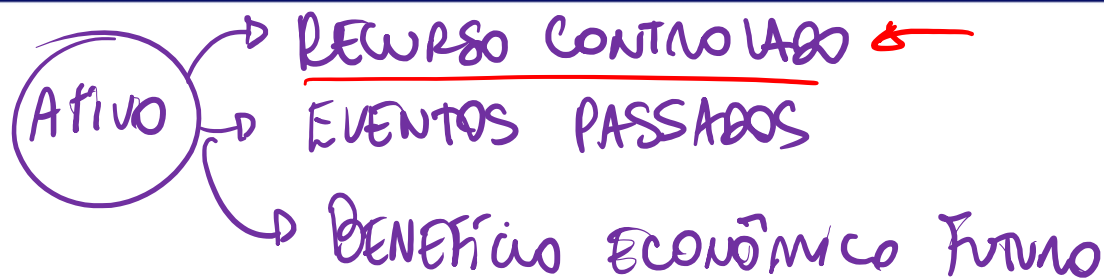 ATIVO
RECURSO CONTROLADO
EVENTOS PASSADOS
BENEFÍCIO ECONÔMICO FUTURO